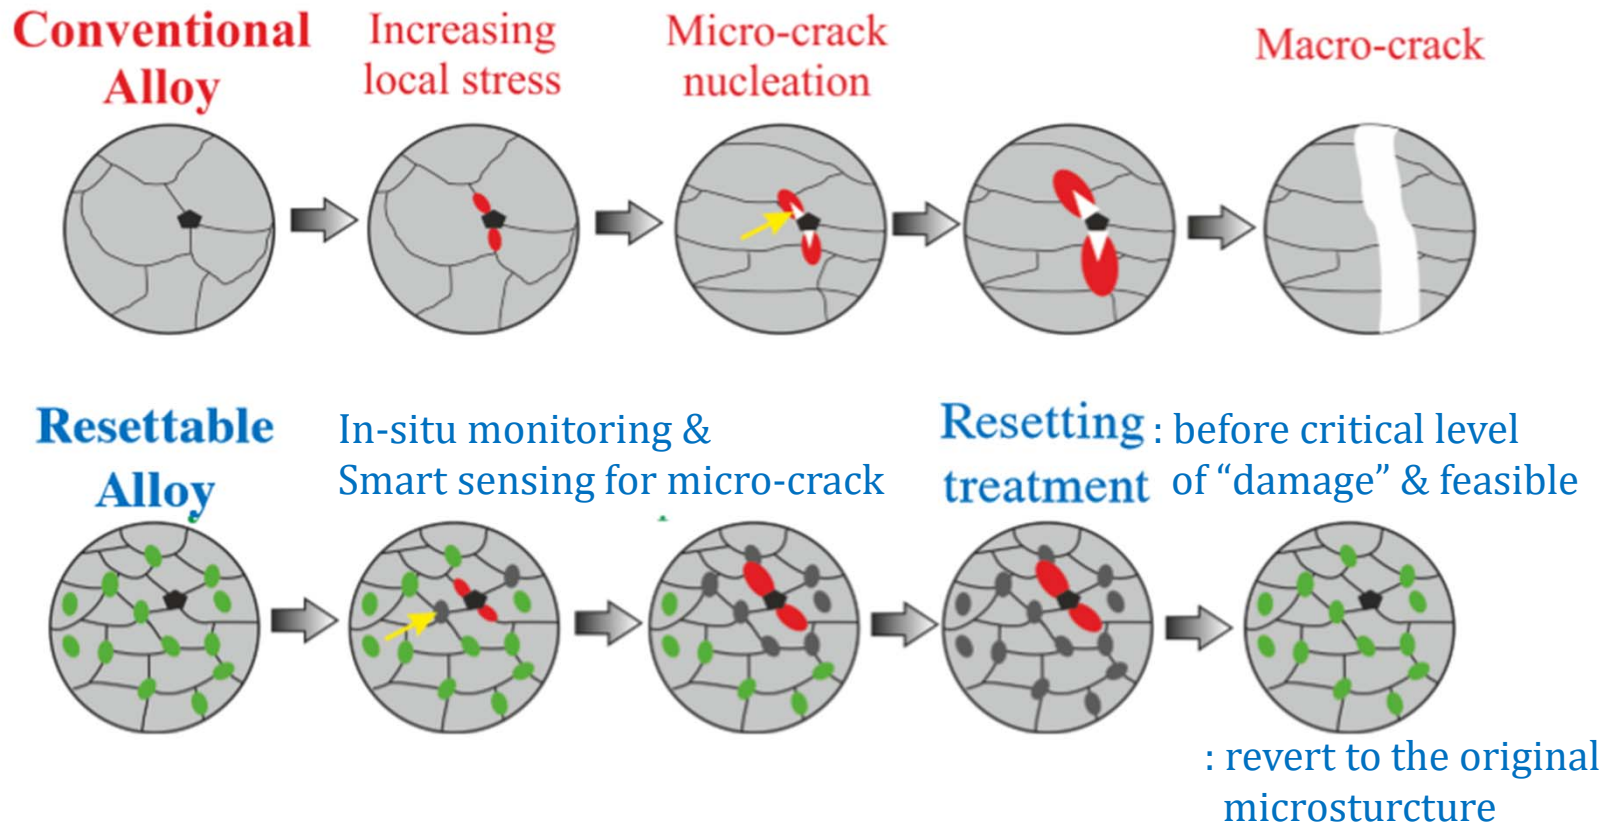 Conventional
Alloy
Increasing
local stress
Micro-crack
nucleation
Macro-crack
Resettable
Alloy
In-situ monitoring &
Smart sensing for micro-crack
Resetting : before critical level
treatment of “damage” & feasible
: revert to the original
microsturcture